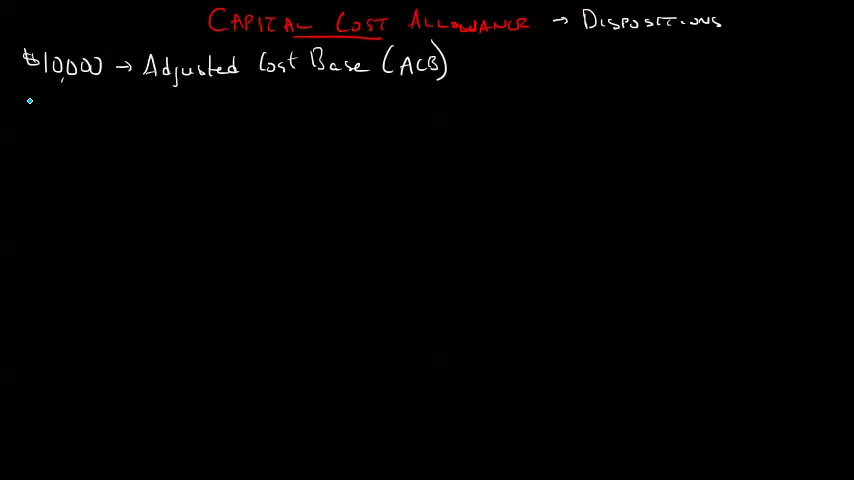 CAPITAL COST ALLOWANCE → DISPOSITIONS
$10,000 → Adjusted Cost Base (ACB)